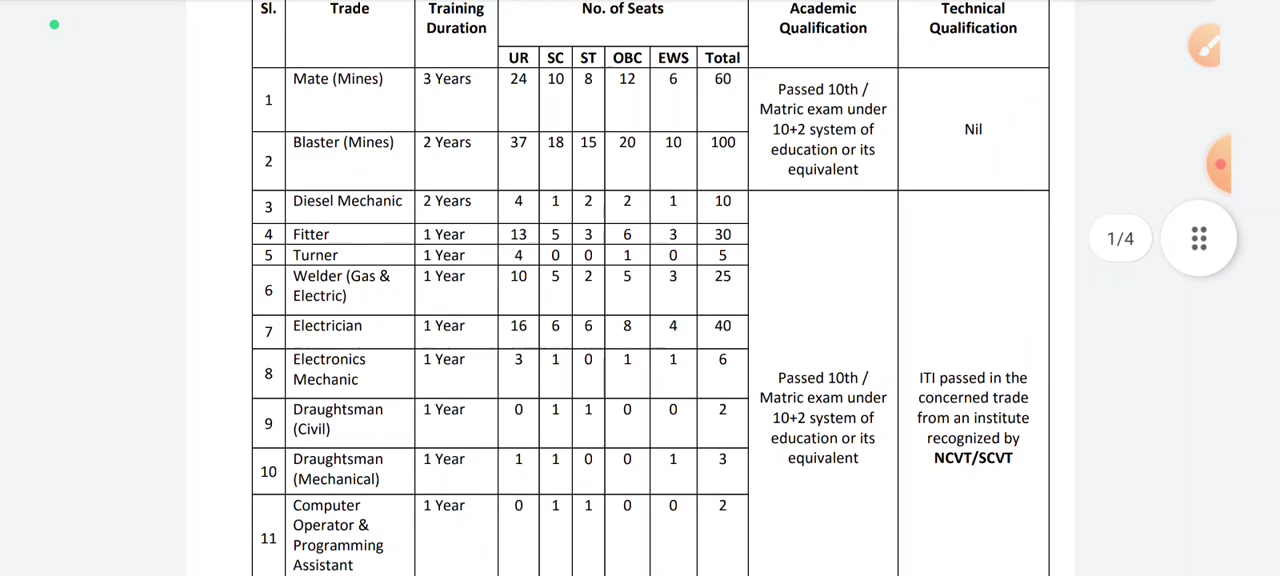 Sl. Trade Training Duration No. of Seats Academic Qualification Technical Qualification
UR SC ST OBC EWS Total
1 Mate (Mines) 3 Years 24 10 8 12 6 60 Passed 10th / Matric exam under 10+2 system of education or its equivalent Nil
2 Blaster (Mines) 2 Years 37 18 15 20 10 100
3 Diesel Mechanic 2 Years 4 1 2 2 1 10 Passed 10th / Matric exam under 10+2 system of education or its equivalent ITI passed in the concerned trade from an institute recognized by NCVT/SCVT
4 Fitter 1 Year 13 5 3 6 3 30
5 Turner 1 Year 4 0 0 1 0 5
6 Welder (Gas & Electric) 1 Year 10 5 2 5 3 25
7 Electrician 1 Year 16 6 6 8 4 40
8 Electronics Mechanic 1 Year 3 1 0 1 1 6
9 Draughtsman (Civil) 1 Year 0 1 1 0 0 2
10 Draughtsman (Mechanical) 1 Year 1 1 0 0 1 3
11 Computer Operator & Programming Assistant 1 Year 0 1 1 0 0 2
1/4